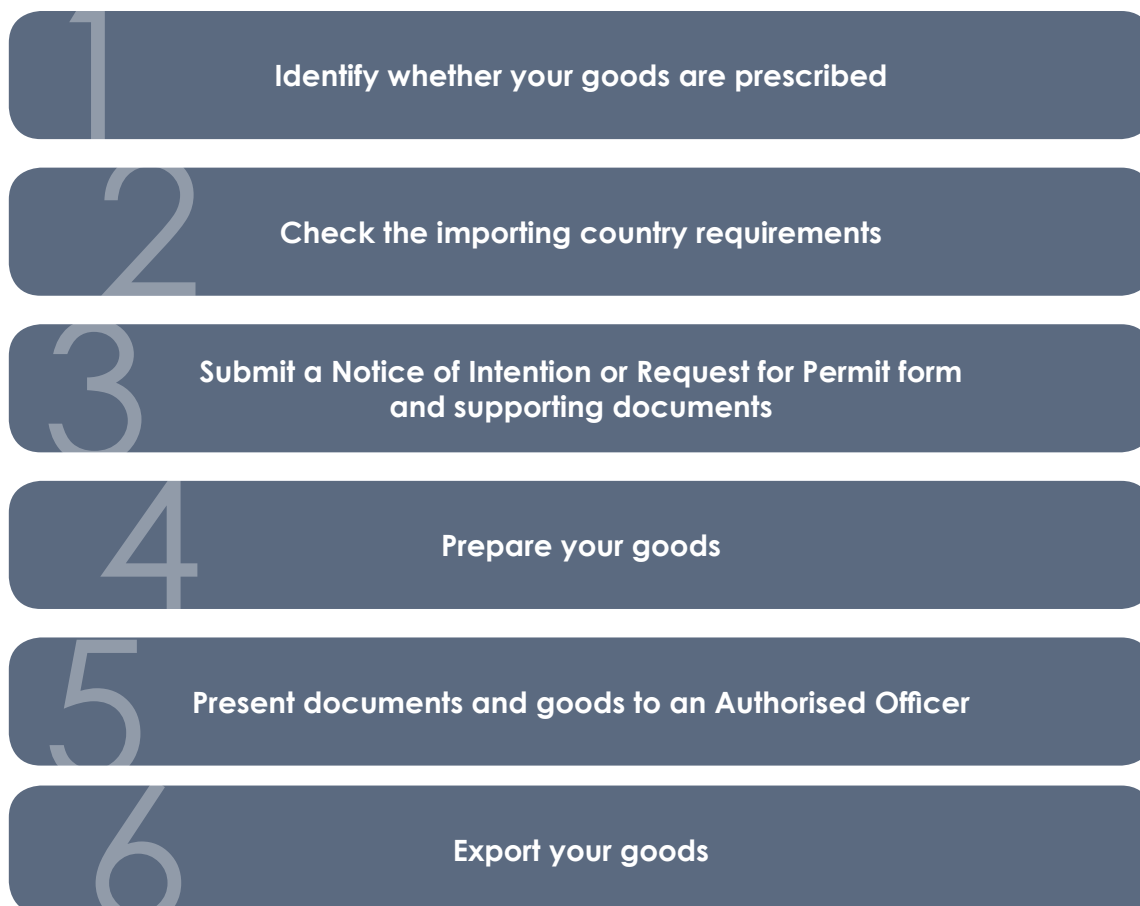 1
Identify whether your goods are prescribed
2
Check the importing country requirements
3
Submit a Notice of Intention or Request for Permit form
and supporting documents
4
Prepare your goods
5
Present documents and goods to an Authorised Officer
6
Export your goods